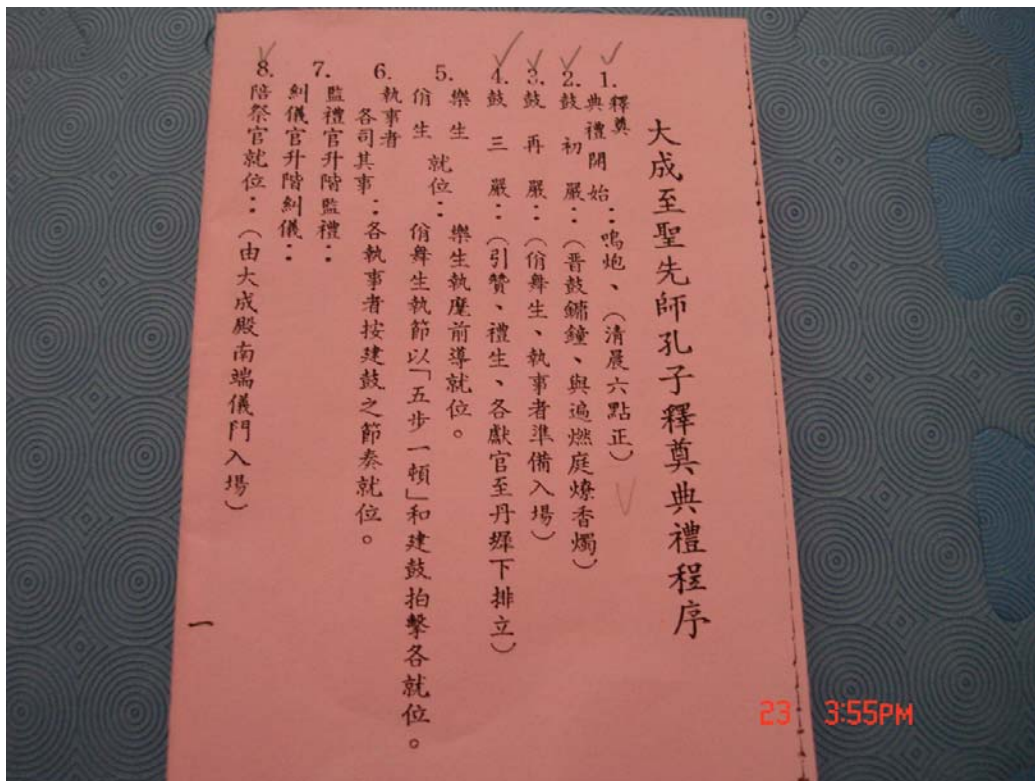 大成至聖先師孔子釋奠典禮程序
1. 釋奠典禮開始：鳴炮、（清晨六點正）
2. 鼓初嚴：（晋鼓鏞鐘、與遍燃庭燎香燭）
3. 鼓再嚴：（佾舞生、執事者準備入場）
4. 鼓三嚴：（引贊、禮生、各獻官至丹墀下排立）
5. 樂生佾生就位：樂生執麾前導就位。
佾舞生執節以「五步一頓」和建鼓拍擊各就位。
6. 執事者各司其事：各執事者按建鼓之節奏就位。
7. 監禮官升階監禮：
糾儀官升階糾儀：
8. 陪祭官就位：（由大成殿南端儀門入場）
一
23 3:55PM